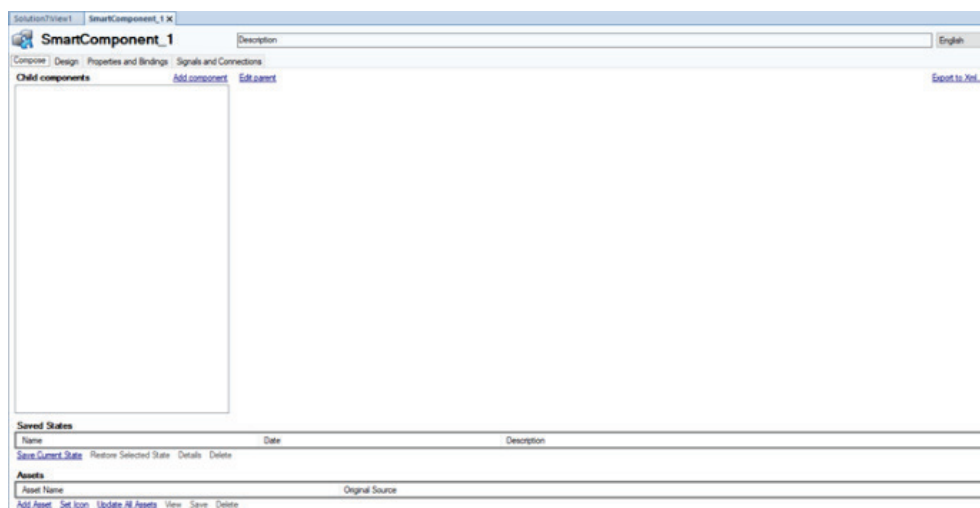 Solution7:View1 SmartComponent_1 X
SmartComponent_1 Description English
Compose Design Properties and Bindings Signals and Connections
Child components Add component Edit parent Export to Xml...
Saved States
Name Date Description
Save Current State Restore Selected State Details Delete
Assets
Asset Name Original Source
Add Asset Set Icon Update All Assets View Save Delete